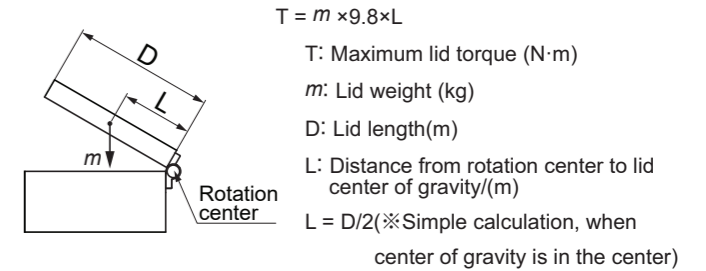 T = m ×9.8×L
T: Maximum lid torque (N·m)
m: Lid weight (kg)
D: Lid length(m)
L: Distance from rotation center to lid
center of gravity/(m)
L = D/2(※Simple calculation, when
center of gravity is in the center)
D
L
m
Rotation
center